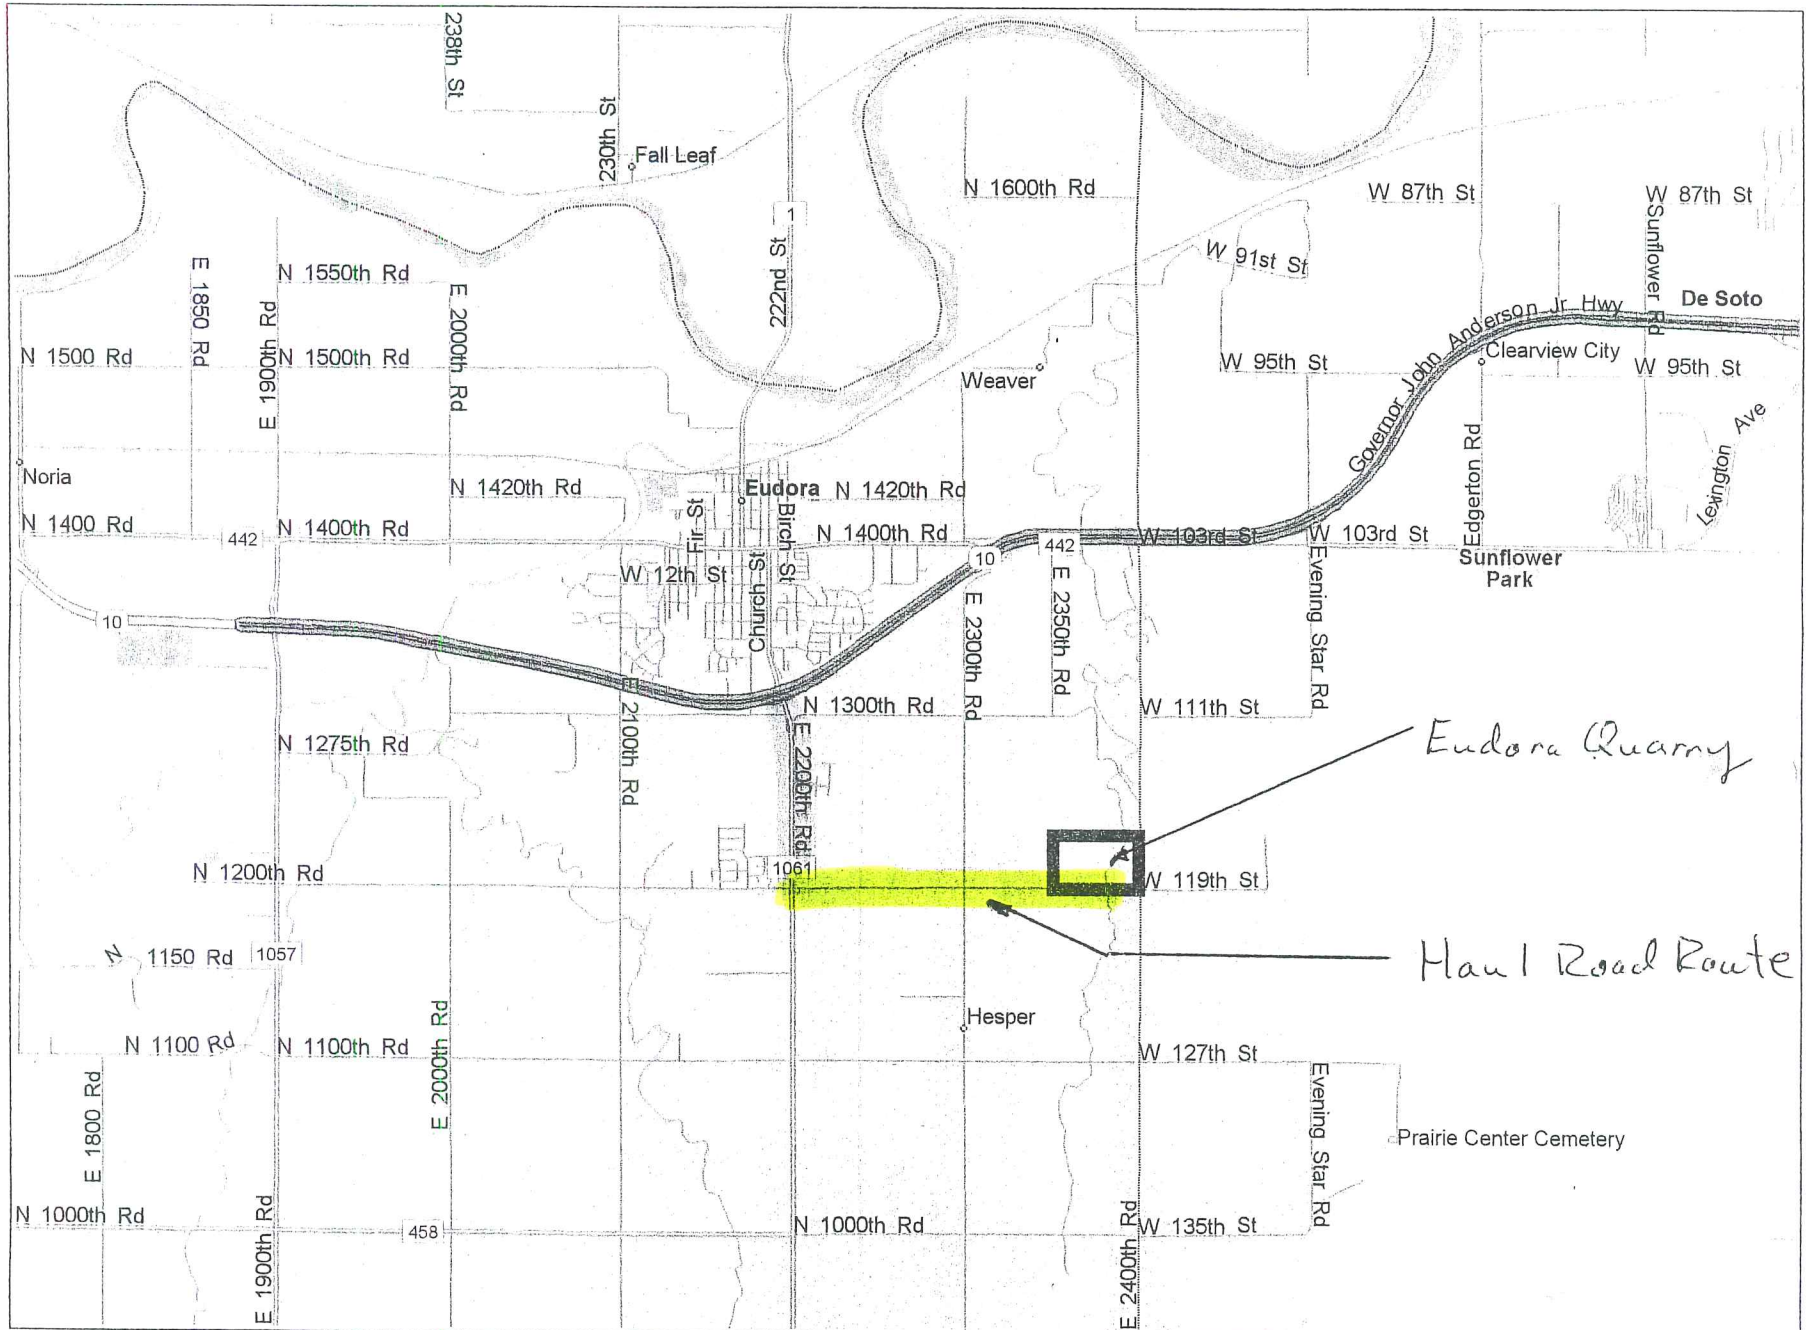 238th St
230th St
Fall Leaf
N 1600th Rd
W 87th St
W 87th St
1
222nd St
Sunflower Rd
W 91st St
E 1850 Rd
N 1550th Rd
E 1900th Rd
E 2000th Rd
De Soto
Governor John Anderson Jr Hwy
N 1500 Rd
N 1500th Rd
Weaver
W 95th St
Clearview City
W 95th St
Lexington Ave
Edgerton Rd
Noria
N 1420th Rd
Eudora
N 1420th Rd
Fir St
Birch St
N 1400 Rd
442
N 1400th Rd
N 1400th Rd
10
442
W 103rd St
W 103rd St
Sunflower
Park
W 12th St
Church St
E 2300th Rd
E 2350th Rd
Evening Star Rd
10
E 2100th Rd
N 1300th Rd
W 111th St
E 2200th Rd
N 1275th Rd
Eudora Quarry
N 1200th Rd
1061
W 119th St
N 1150 Rd
1057
Haul Road Route
Hesper
N 1100 Rd
N 1100th Rd
E 2000th Rd
W 127th St
E 1800 Rd
Evening Star Rd
Prairie Center Cemetery
N 1000th Rd
E 1900th Rd
458
N 1000th Rd
E 2400th Rd
W 135th St